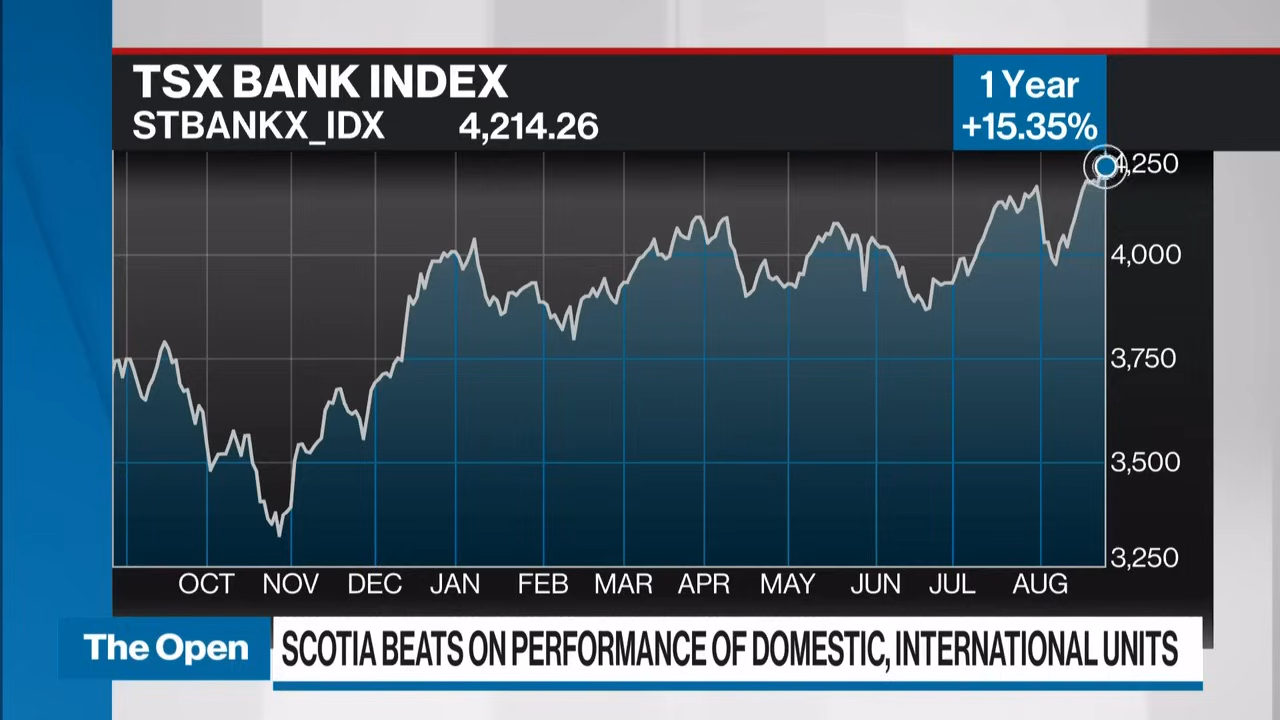 TSX BANK INDEX
STBANKX_IDX 4,214.26
1 Year
+15.35%
4,250
4,000
3,750
3,500
3,250
OCT NOV DEC JAN FEB MAR APR MAY JUN JUL AUG
The Open
SCOTIA BEATS ON PERFORMANCE OF DOMESTIC, INTERNATIONAL UNITS